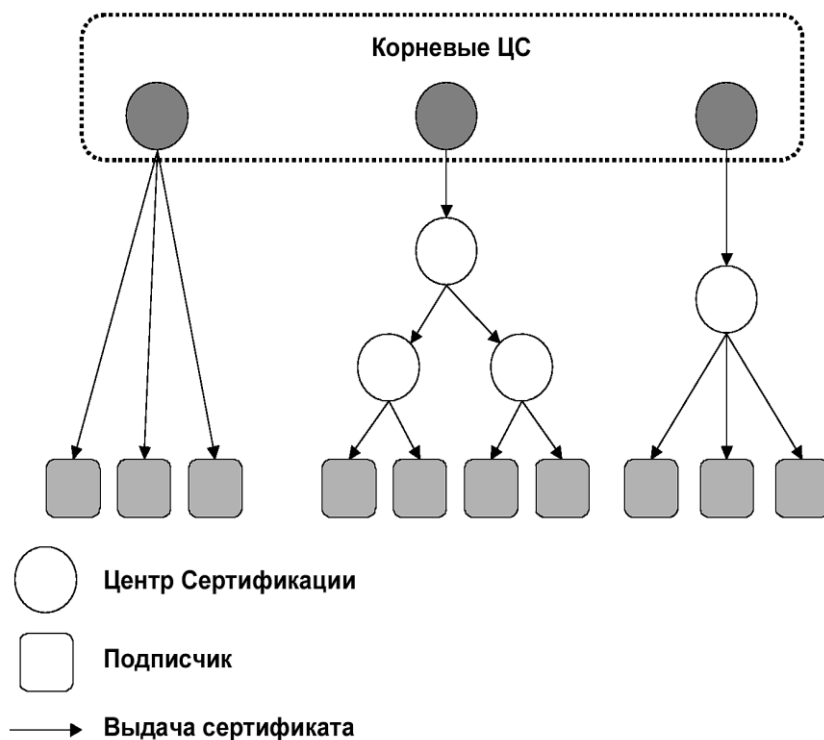 Корневые ЦС
Центр Сертификации
Подписчик
Выдача сертификата